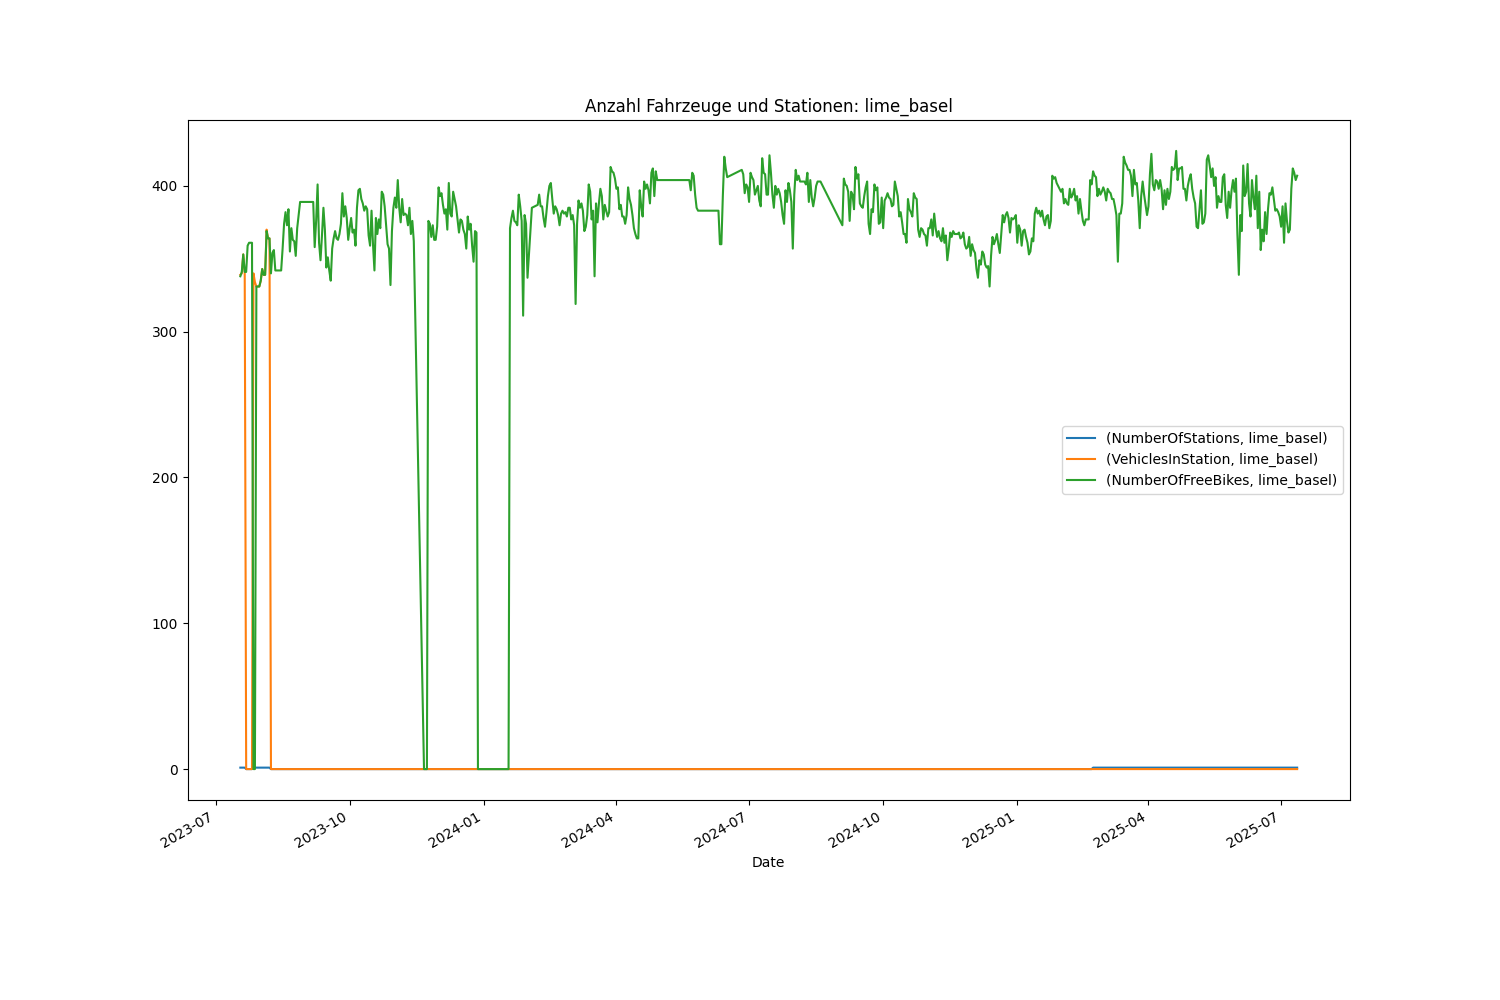 Anzahl Fahrzeuge und Stationen: lime_basel
400
300
200
100
0
(NumberOfStations, lime_basel)
(VehiclesInStation, lime_basel)
(NumberOfFreeBikes, lime_basel)
2023-07
2023-10
2024-01
2024-04
2024-07
2024-10
2025-01
2025-04
2025-07
Date